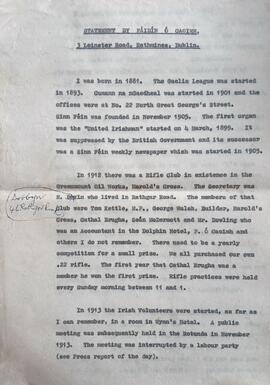 STATEMENT BY PÁIDÍN Ó CAOIMH
3 Leinster Road, Rathmines, Dublin.
I was born in 1881. The Gaelic League was started
in 1893. Cumann na nGaedheal was started in 1901 and the
offices were at No. 22 North Great George's Street.
Sinn Féin was founded in November 1905. The first organ
was the "United Irishman" started on 4 March, 1899. It
was suppressed by the British Government and its successor
was a Sinn Féin weekly newspaper which was started in 1905.
In 1912 there was a Rifle Club in existence in the
Greenmount Oil Works, Harold's Cross. The Secretary was
H. who lived in Rathgar Road. The members of that
Club were Tom Kettle, M.P., George Walsh, Builder, Harold's
Cross, Cathal Brugha, Seán McDermott and Mr. Dowling who
was an Accountant in the Dolphin Hotel, P. Ó Caoimh and
others I do not remember. There used to be a yearly
competition for a small prize. We all purchased our own
.22 rifle. The first year that Cathal Brugha was a
member he won the first prize. Rifle practices were held
every Sunday morning between 11 and 1.
In 1913 the Irish Volunteers were started, as far as
I can remember, in a room in Wynn's Hotel. A public
meeting was subsequently held in the Rotunda in November
1913. The meeting was interrupted by a labour party
(see Press report of the day).